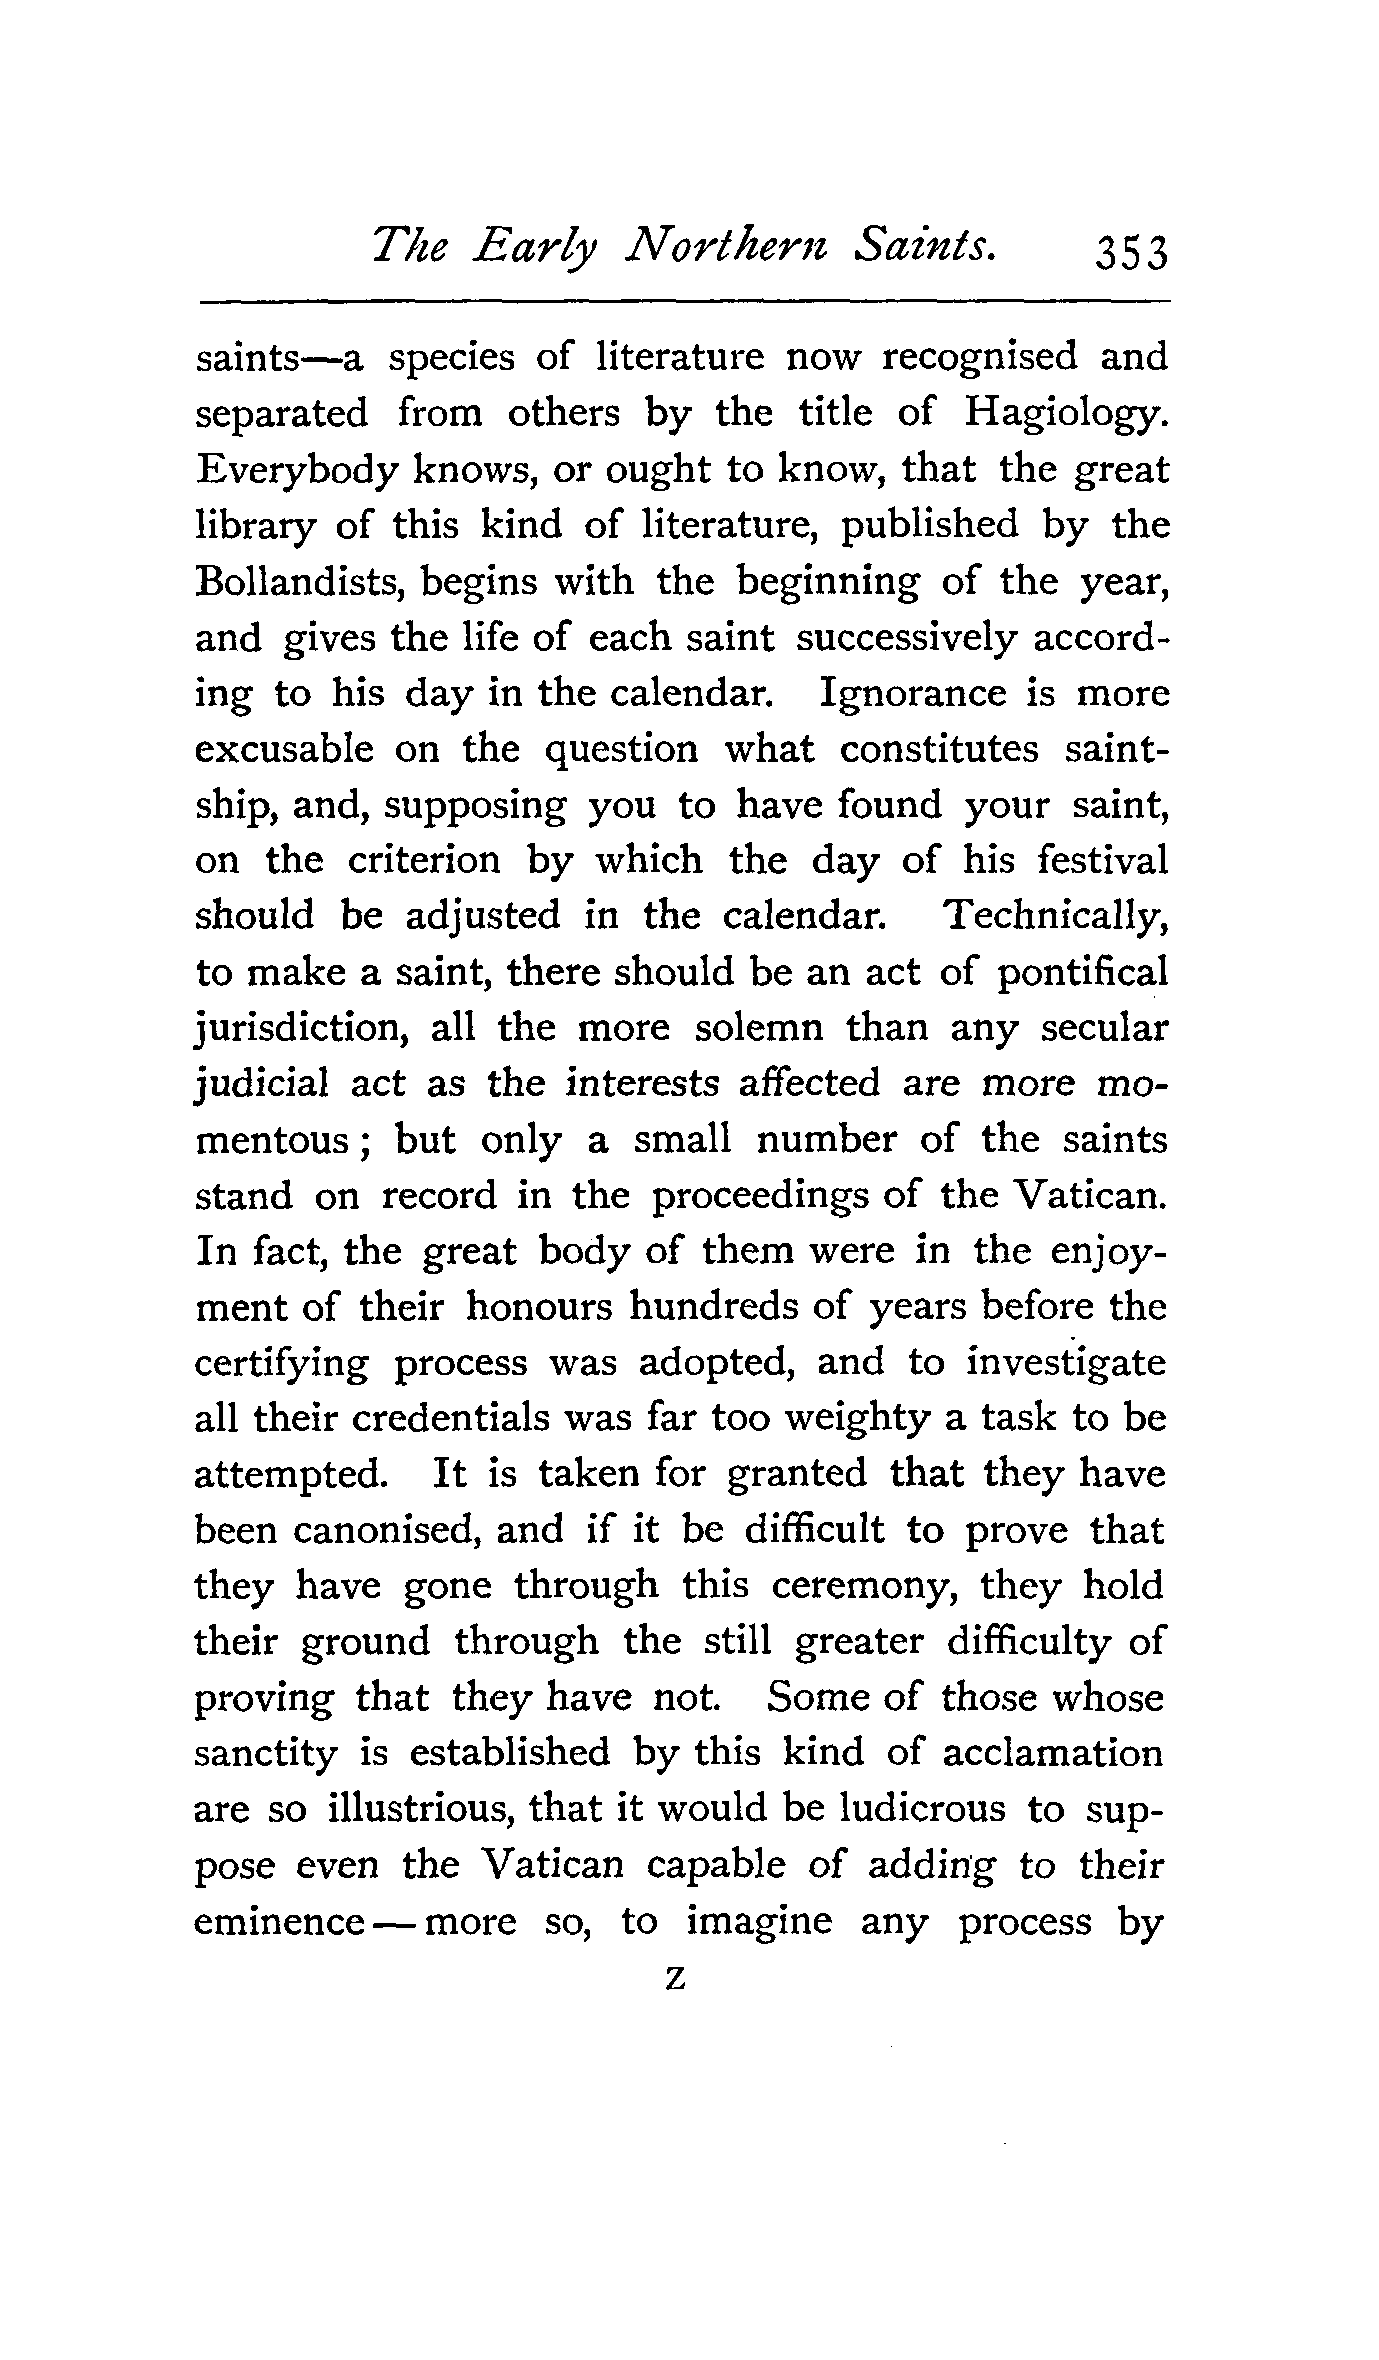 The Early Northern Saints. 353
saints—a species of literature now recognised and
separated from others by the title of Hagiology.
Everybody knows, or ought to know, that the great
library of this kind of literature, published by the
Bollandists, begins with the beginning of the year,
and gives the life of each saint successively accord-
ing to his day in the calendar. Ignorance is more
excusable on the question what constitutes saint-
ship, and, supposing you to have found your saint,
on the criterion by which the day of his festival
should be adjusted in the calendar. Technically,
to make a saint, there should be an act of pontifical
jurisdiction, all the more solemn than any secular
judicial act as the interests affected are more mo-
mentous ; but only a small number of the saints
stand on record in the proceedings of the Vatican.
In fact, the great body of them were in the enjoy-
ment of their honours hundreds of years before the
certifying process was adopted, and to investigate
all their credentials was far too weighty a task to be
attempted. It is taken for granted that they have
been canonised, and if it be difficult to prove that
they have gone through this ceremony, they hold
their ground through the still greater difficulty of
proving that they have not. Some of those whose
sanctity is established by this kind of acclamation
are so illustrious, that it would be ludicrous to sup-
pose even the Vatican capable of adding to their
eminence — more so, to imagine any process by
Z